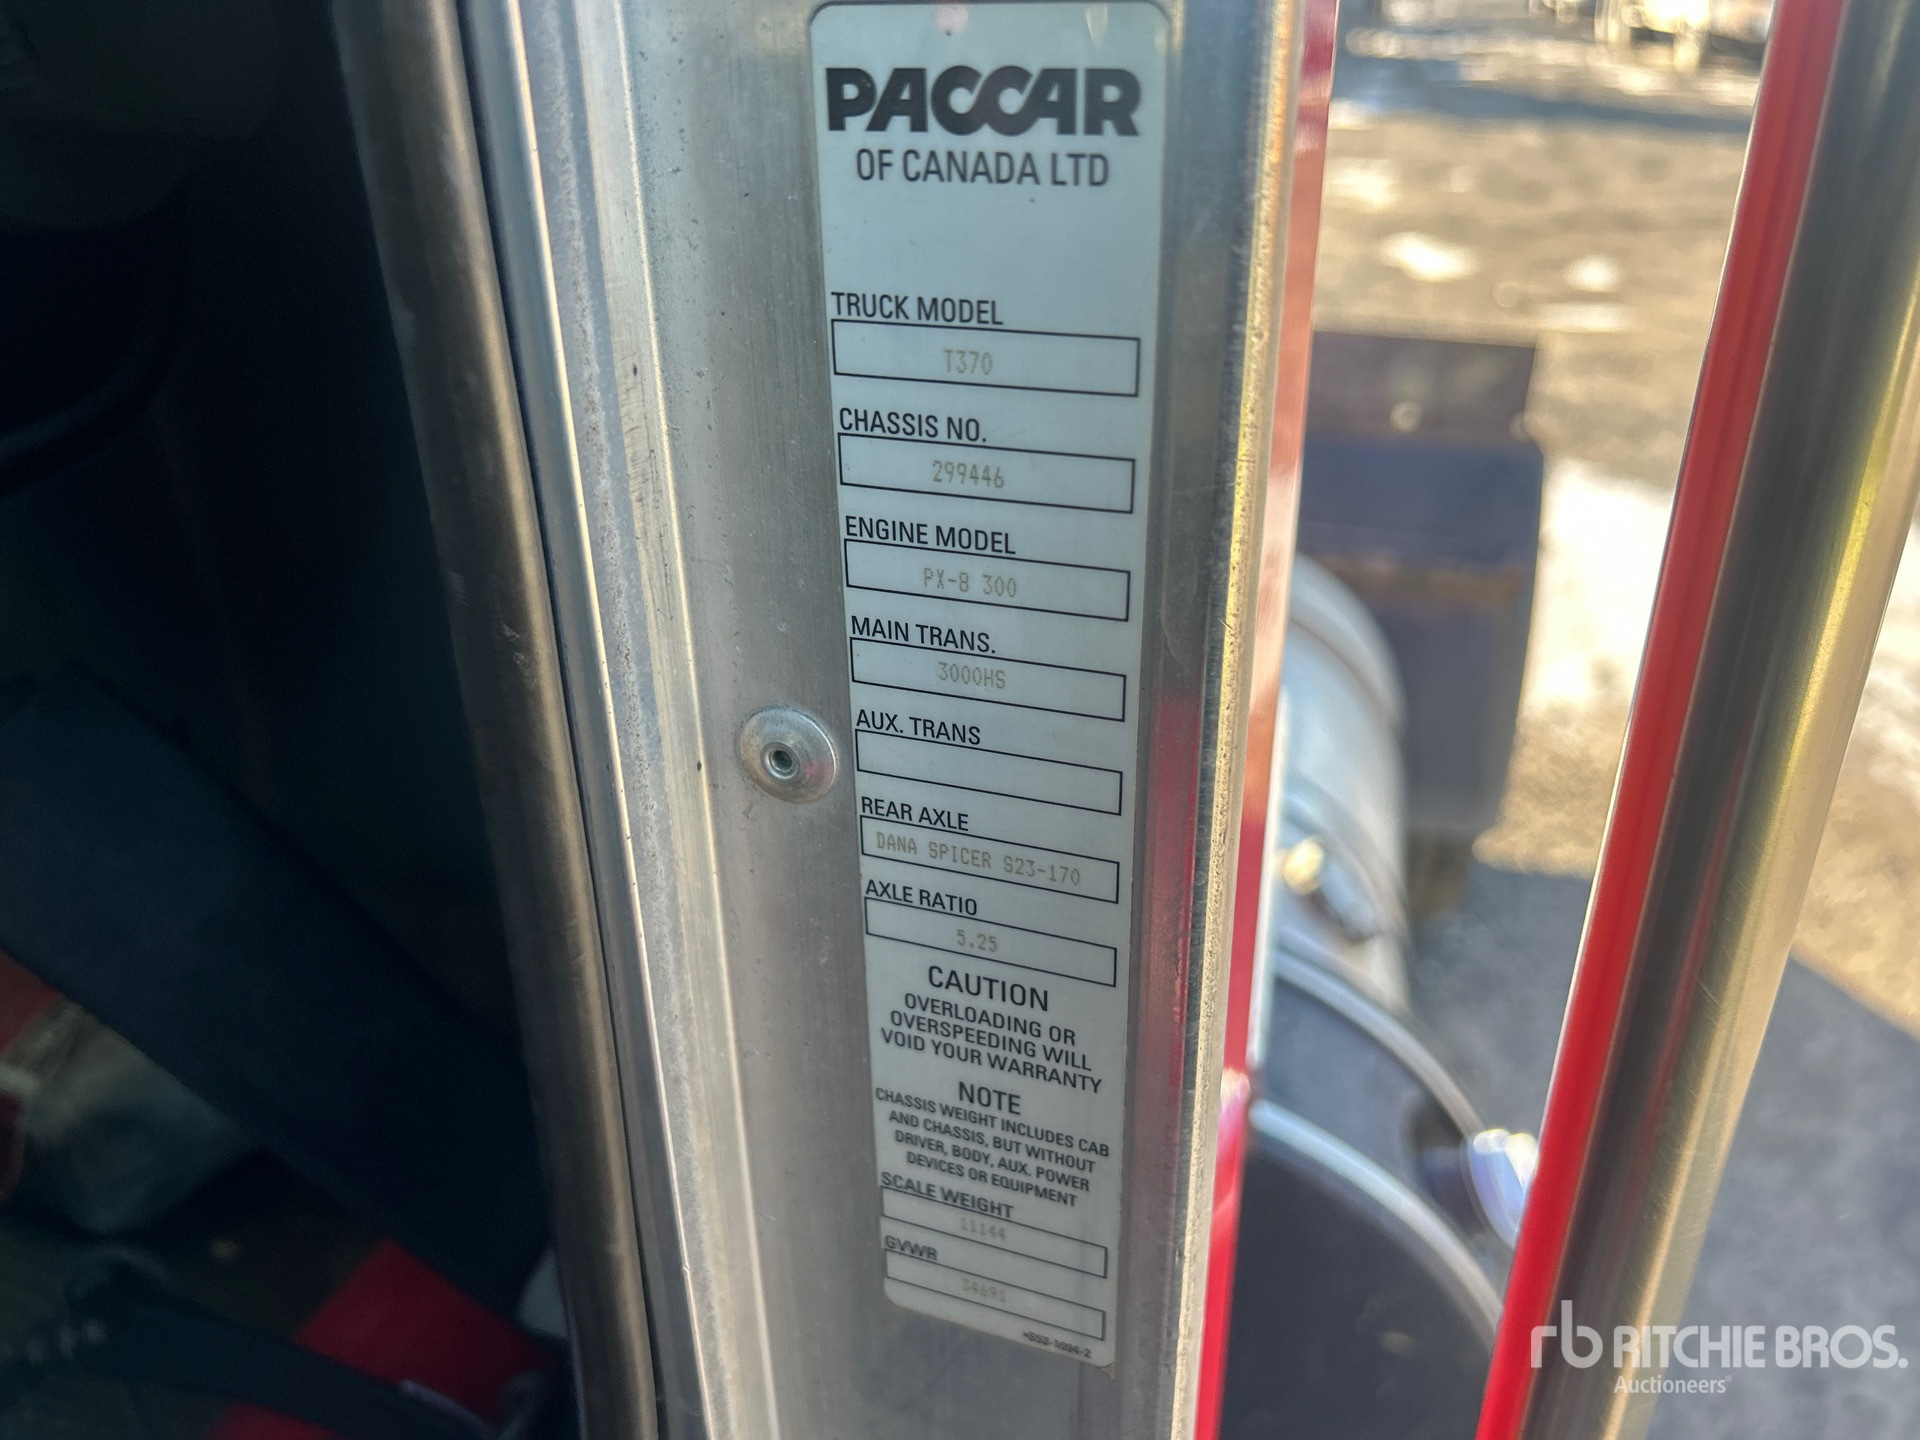 PACCAR
OF CANADA LTD
TRUCK MODEL
T370
CHASSIS NO.
299446
ENGINE MODEL
PX-8 300
MAIN TRANS.
3000HS
AUX. TRANS
REAR AXLE
DANA SPICER S23-170
AXLE RATIO
5.25
CAUTION
OVERLOADING OR
OVERSPEEDING WILL
VOID YOUR WARRANTY
NOTE
CHASSIS WEIGHT INCLUDES CAB
AND CHASSIS, BUT WITHOUT
DRIVER, BODY, AUX. POWER
DEVICES OR EQUIPMENT
SCALE WEIGHT
11144
GVWR
34691
rb RITCHIE BROS.
Auctioneers